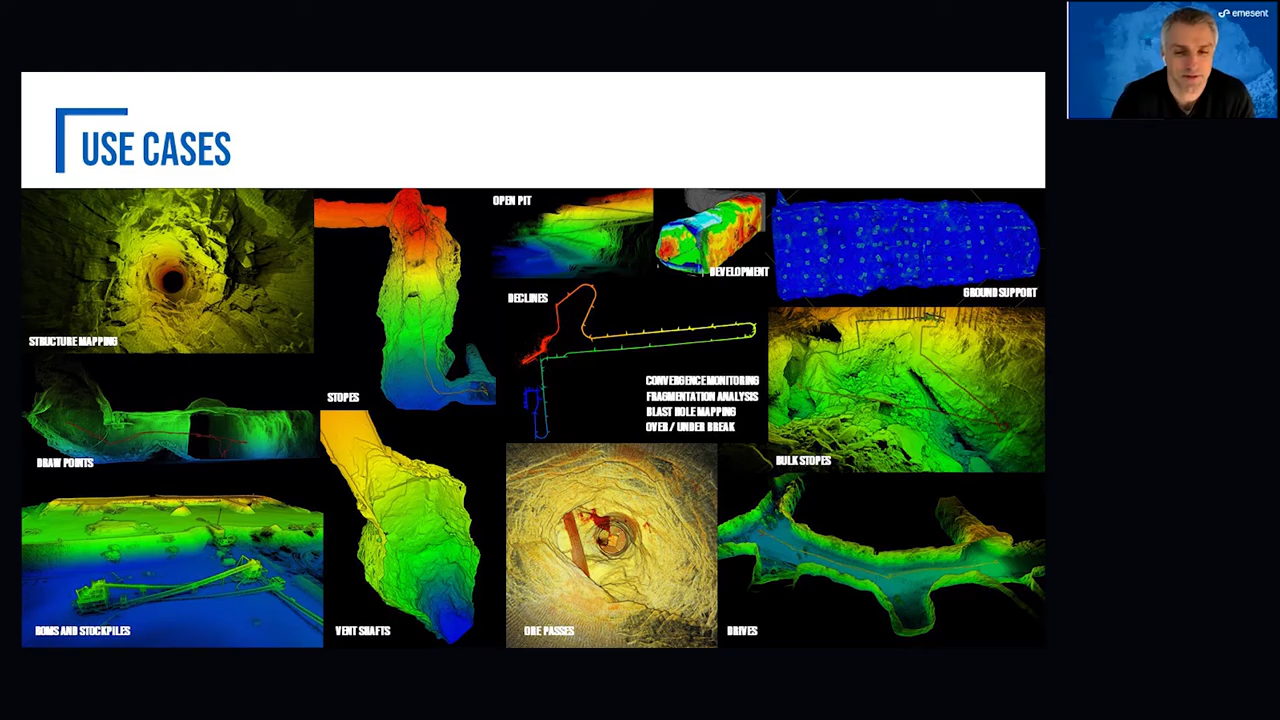 emesent
USE CASES
STRUCTURE MAPPING
STOPES
OPEN PIT
DEVELOPMENT
GROUND SUPPORT
DECLINES
CONVERGENCE MONITORING
FRAGMENTATION ANALYSIS
BLAST HOLE MAPPING
OVER / UNDER BREAK
DRAW POINTS
BULK STOPES
ROMS AND STOCKPILES
VENT SHAFTS
ORE PASSES
DRIVES